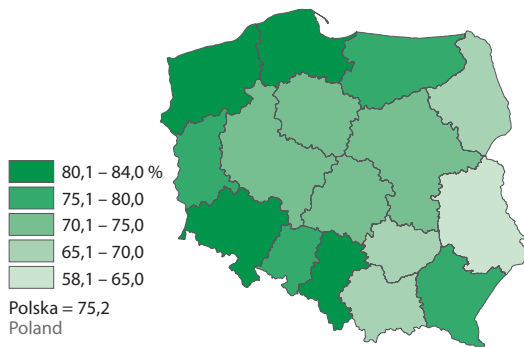 80,1 – 84,0 %
75,1 – 80,0
70,1 – 75,0
65,1 – 70,0
58,1 – 65,0
Polska = 75,2
Poland